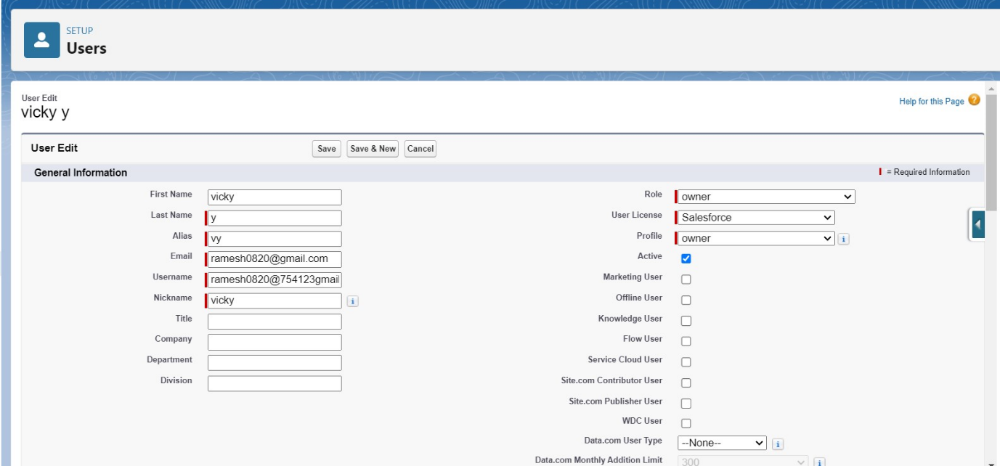 SETUP
Users
User Edit
vicky y
Help for this Page ?
User Edit
Save
Save & New
Cancel
General Information
= Required Information
First Name vicky
Last Name y
Alias vy
Email ramesh0820@gmail.com
Username ramesh0820@754123gmail
Nickname vicky i
Title
Company
Department
Division
Role owner
User License Salesforce
Profile owner i
Active
Marketing User
Offline User
Knowledge User
Flow User
Service Cloud User
Site.com Contributor User
Site.com Publisher User
WDC User
Data.com User Type --None-- i
Data.com Monthly Addition Limit 300 i